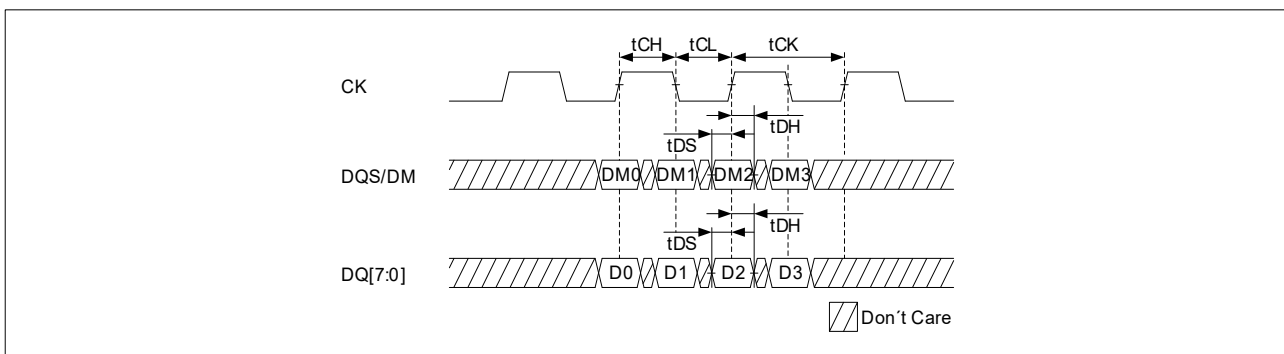 tCH tCL tCK
CK
tDH
tDS
DQS/DM DM0 DM1 DM2 DM3
tDH
tDS
DQ[7:0] D0 D1 D2 D3
Don´t Care